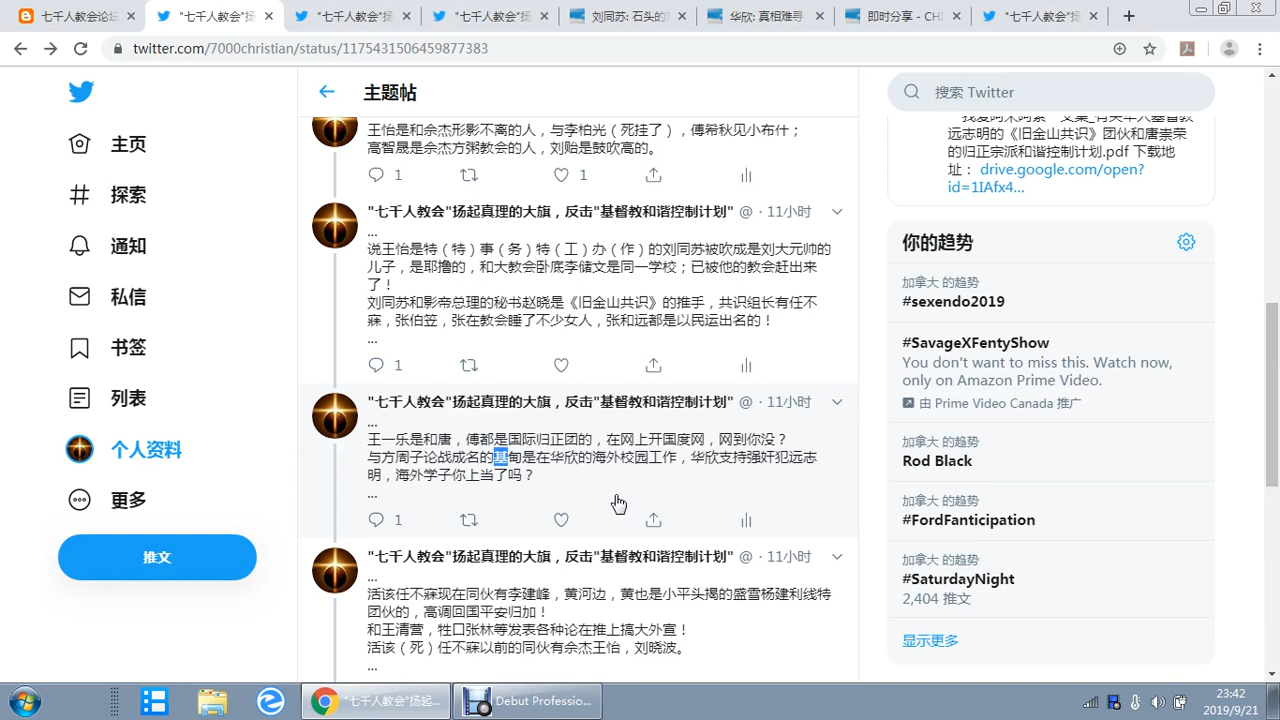 七千人教会论坛
"七千人教会"扬
"七千人教会"扬
"七千人教会"扬
刘同苏: 石头的
华欣: 真相难寻
即时分享 - CH
"七千人教会"扬
twitter.com/7000christian/status/1175431506459877383
主页
探索
通知
私信
书签
列表
个人资料
更多
推文
主题帖
王怡是和余杰形影不离的人，与李柏光（死挂了），傅希秋见小布什；
高智晟是余杰方粥教会的人，刘贻是鼓吹高的。
1
1
"七千人教会"扬起真理的大旗，反击"基督教和谐控制计划" @ · 11小时
...
说王怡是特（特）事（务）特（工）办（作）的刘同苏被吹成是刘大元帅的
儿子，是耶撸的，和大教会卧底李储文是同一学校；已被他的教会赶出来
了！
刘同苏和影帝总理的秘书赵晓是《旧金山共识》的推手，共识组长有任不
寐，张伯笠，张在教会睡了不少女人，张和远都是以民运出名的！
...
1
"七千人教会"扬起真理的大旗，反击"基督教和谐控制计划" @ · 11小时
...
王一乐是和唐，傅都是国际归正团的，在网上开国度网，网到你没？
与方周子论战成名的基甸是在华欣的海外校园工作，华欣支持强奸犯远志
明，海外学子你上当了吗？
...
1
"七千人教会"扬起真理的大旗，反击"基督教和谐控制计划" @ · 11小时
...
活该任不寐现在同伙有李建峰，黄河边，黄也是小平头揭的盛雪杨建利线特
团伙的，高调回国平安归加！
和王清营，牲口张林等发表各种论在推上搞大外宣！
活该（死）任不寐以前的同伙有余杰王怡，刘晓波。
...
搜索 Twitter
远志明的《旧金山共识》团伙和唐崇荣
的归正宗派和谐控制计划.pdf 下载地
址： drive.google.com/open?
id=1IAfx4...
你的趋势
加拿大 的趋势
#sexendo2019
#SavageXFentyShow
You don't want to miss this. Watch now,
only on Amazon Prime Video.
由 Prime Video Canada 推广
加拿大 的趋势
Rod Black
加拿大 的趋势
#FordFanticipation
加拿大 的趋势
#SaturdayNight
2,404 推文
显示更多
"七千人教会"扬起...
Debut Professio...
23:42
2019/9/21